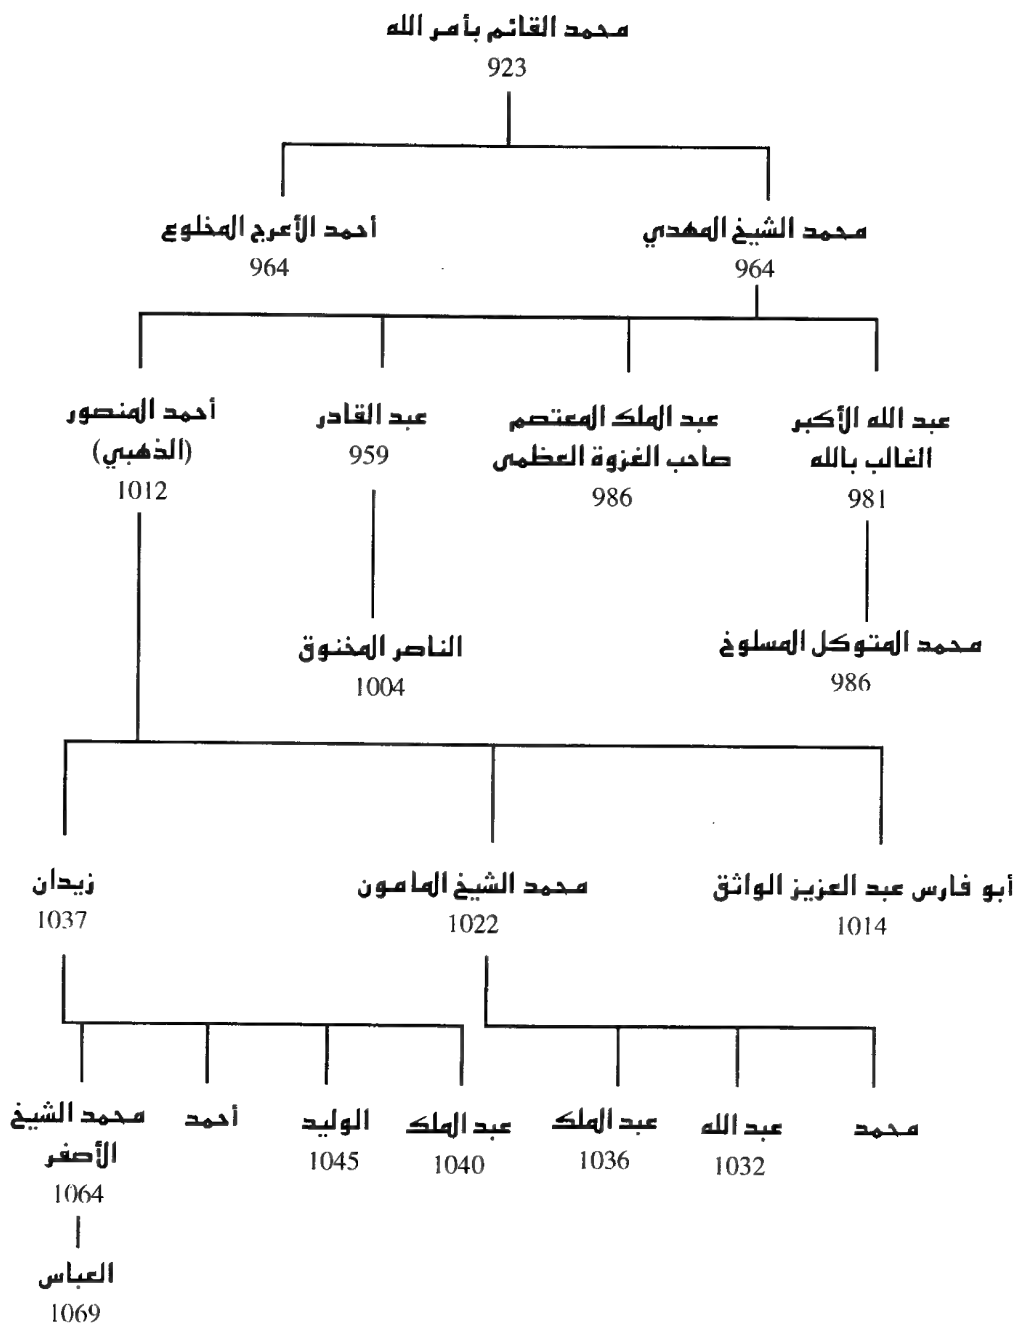 محمد القائم بأمر الله
923
محمد الشيخ المهدي
964
أحمد الأعرج المخلوع
964
عبد الله الأكبر
الغالب بالله
981
عبد الملك المعتصم
صاحب الغزوة العظمى
986
عبد القادر
959
أحمد المنصور
(الذهبي)
1012
محمد المتوكل المسلوخ
986
الناصر المخنوق
1004
أبو فارس عبد العزيز الواثق
1014
محمد الشيخ المامون
1022
زيدان
1037
محمد
عبد الله
1032
عبد الملك
1036
عبد الملك
1040
الوليد
1045
أحمد
محمد الشيخ
الأصفر
1064
العباس
1069